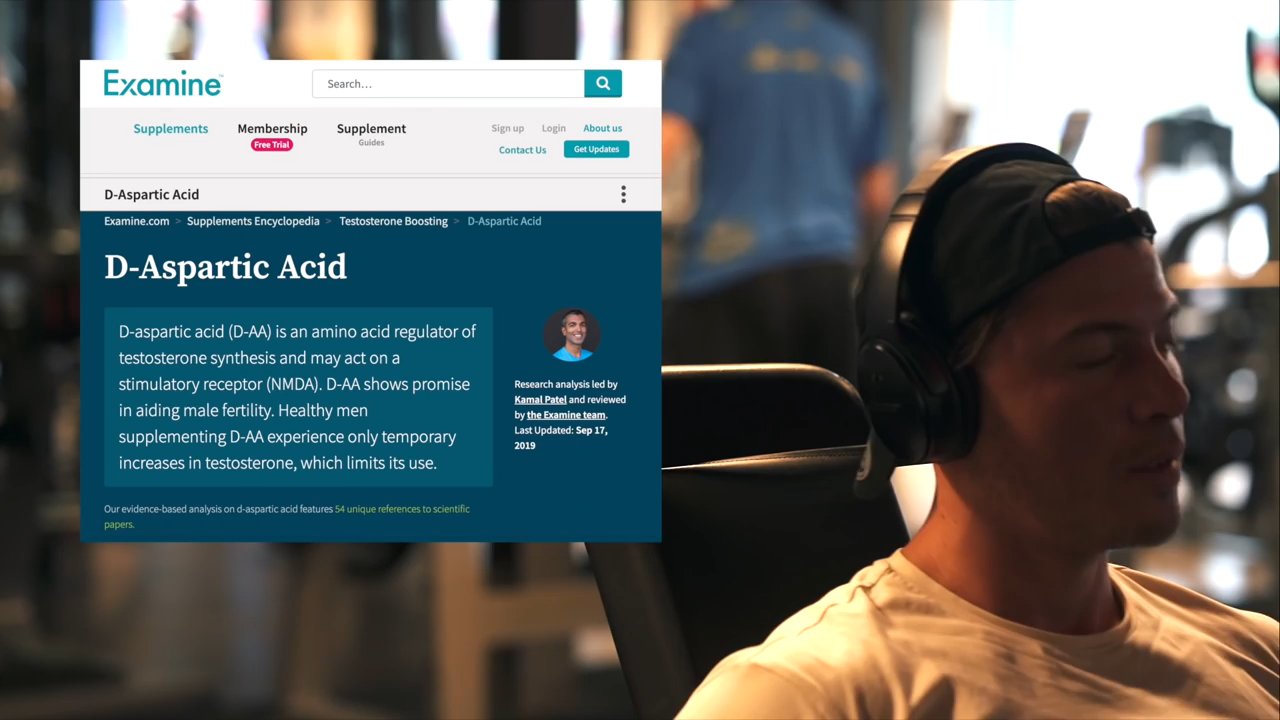 Examine
Search...
Supplements
Membership
Free Trial
Supplement
Guides
Sign up
Login
About us
Contact Us
Get Updates
D-Aspartic Acid
Examine.com > Supplements Encyclopedia > Testosterone Boosting > D-Aspartic Acid
D-Aspartic Acid
D-aspartic acid (D-AA) is an amino acid regulator of
testosterone synthesis and may act on a
stimulatory receptor (NMDA). D-AA shows promise
in aiding male fertility. Healthy men
supplementing D-AA experience only temporary
increases in testosterone, which limits its use.
Research analysis led by
Kamal Patel and reviewed
by the Examine team.
Last Updated: Sep 17,
2019
Our evidence-based analysis on d-aspartic acid features 54 unique references to scientific
papers.